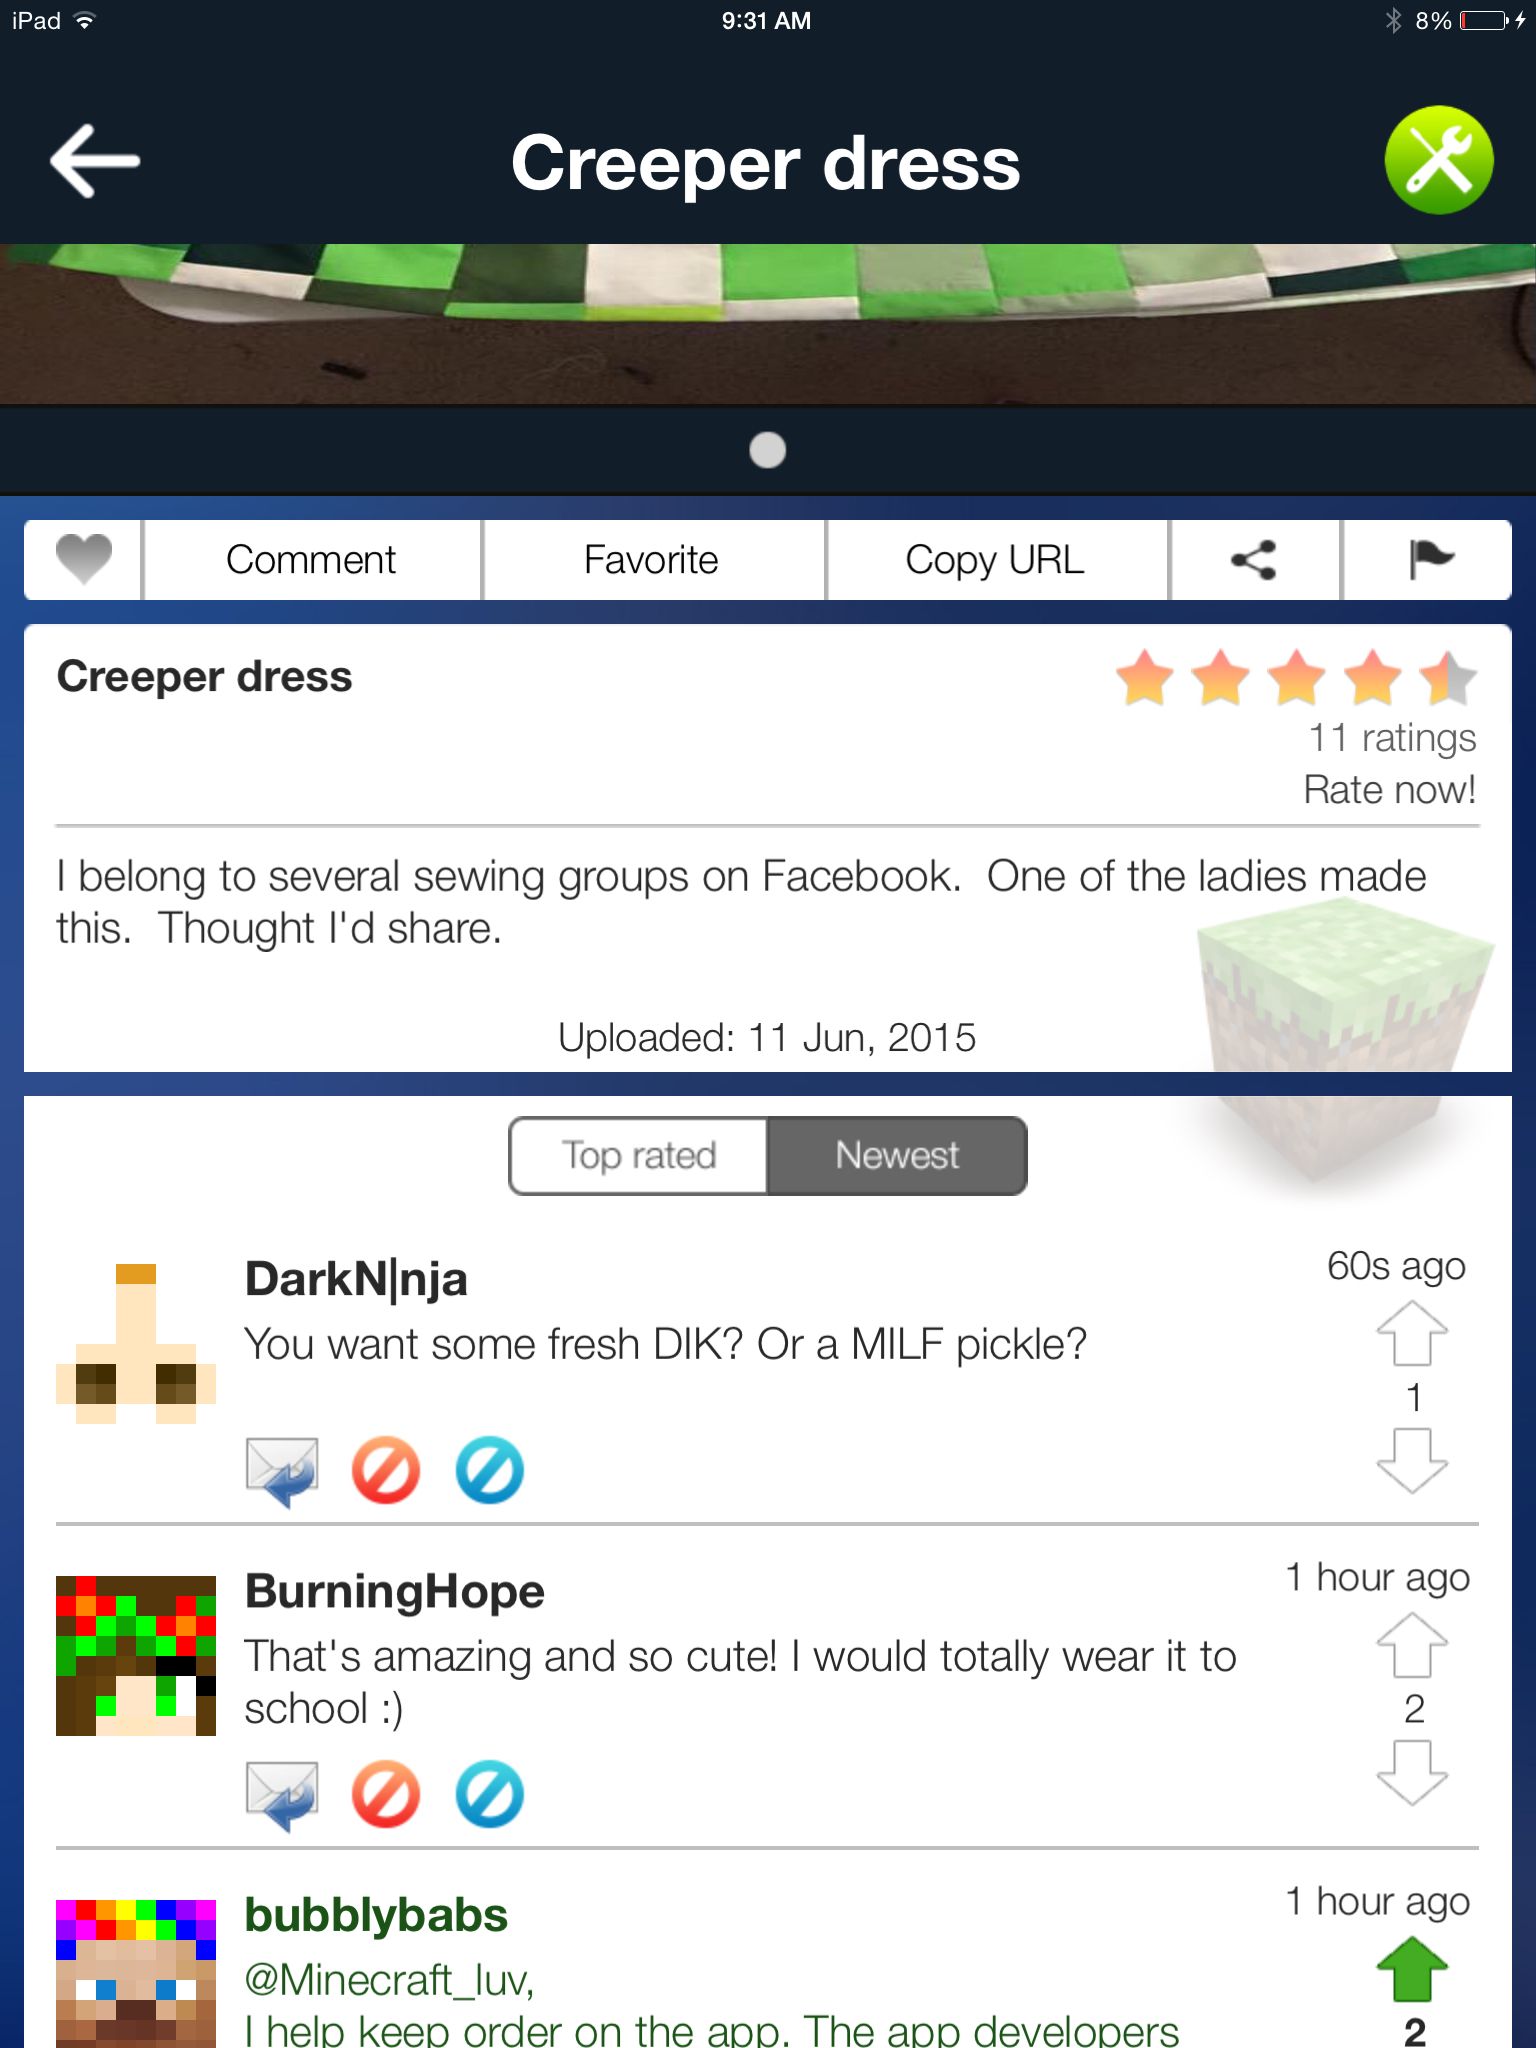 iPad
9:31 AM
8%
Creeper dress
Comment
Favorite
Copy URL
Creeper dress
11 ratings
Rate now!
I belong to several sewing groups on Facebook.  One of the ladies made
this.  Thought I'd share.
Uploaded: 11 Jun, 2015
Top rated
Newest
DarkN|nja
60s ago
You want some fresh DIK? Or a MILF pickle?
1
BurningHope
1 hour ago
That's amazing and so cute! I would totally wear it to
school :)
2
bubblybabs
1 hour ago
@Minecraft_luv,
I help keep order on the app. The app developers
2